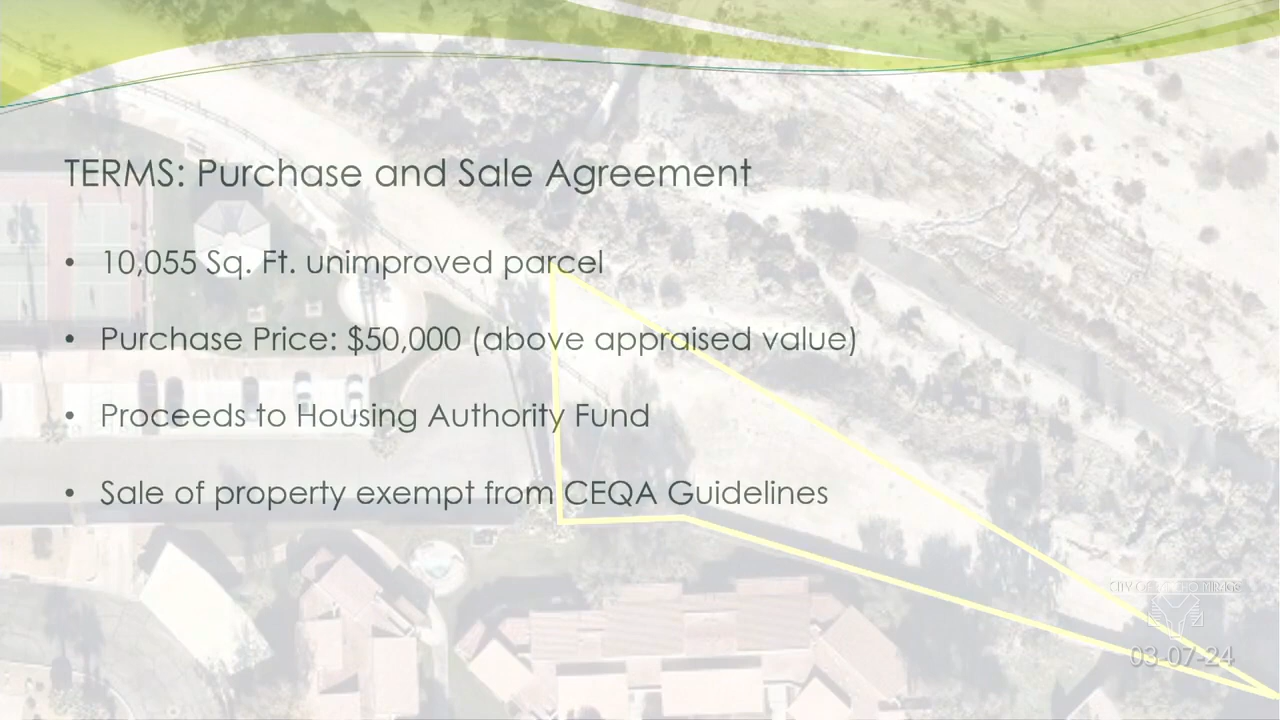 TERMS: Purchase and Sale Agreement
• 10,055 Sq. Ft. unimproved parcel
• Purchase Price: $50,000 (above appraised value)
• Proceeds to Housing Authority Fund
• Sale of property exempt from CEQA Guidelines
03-07-24